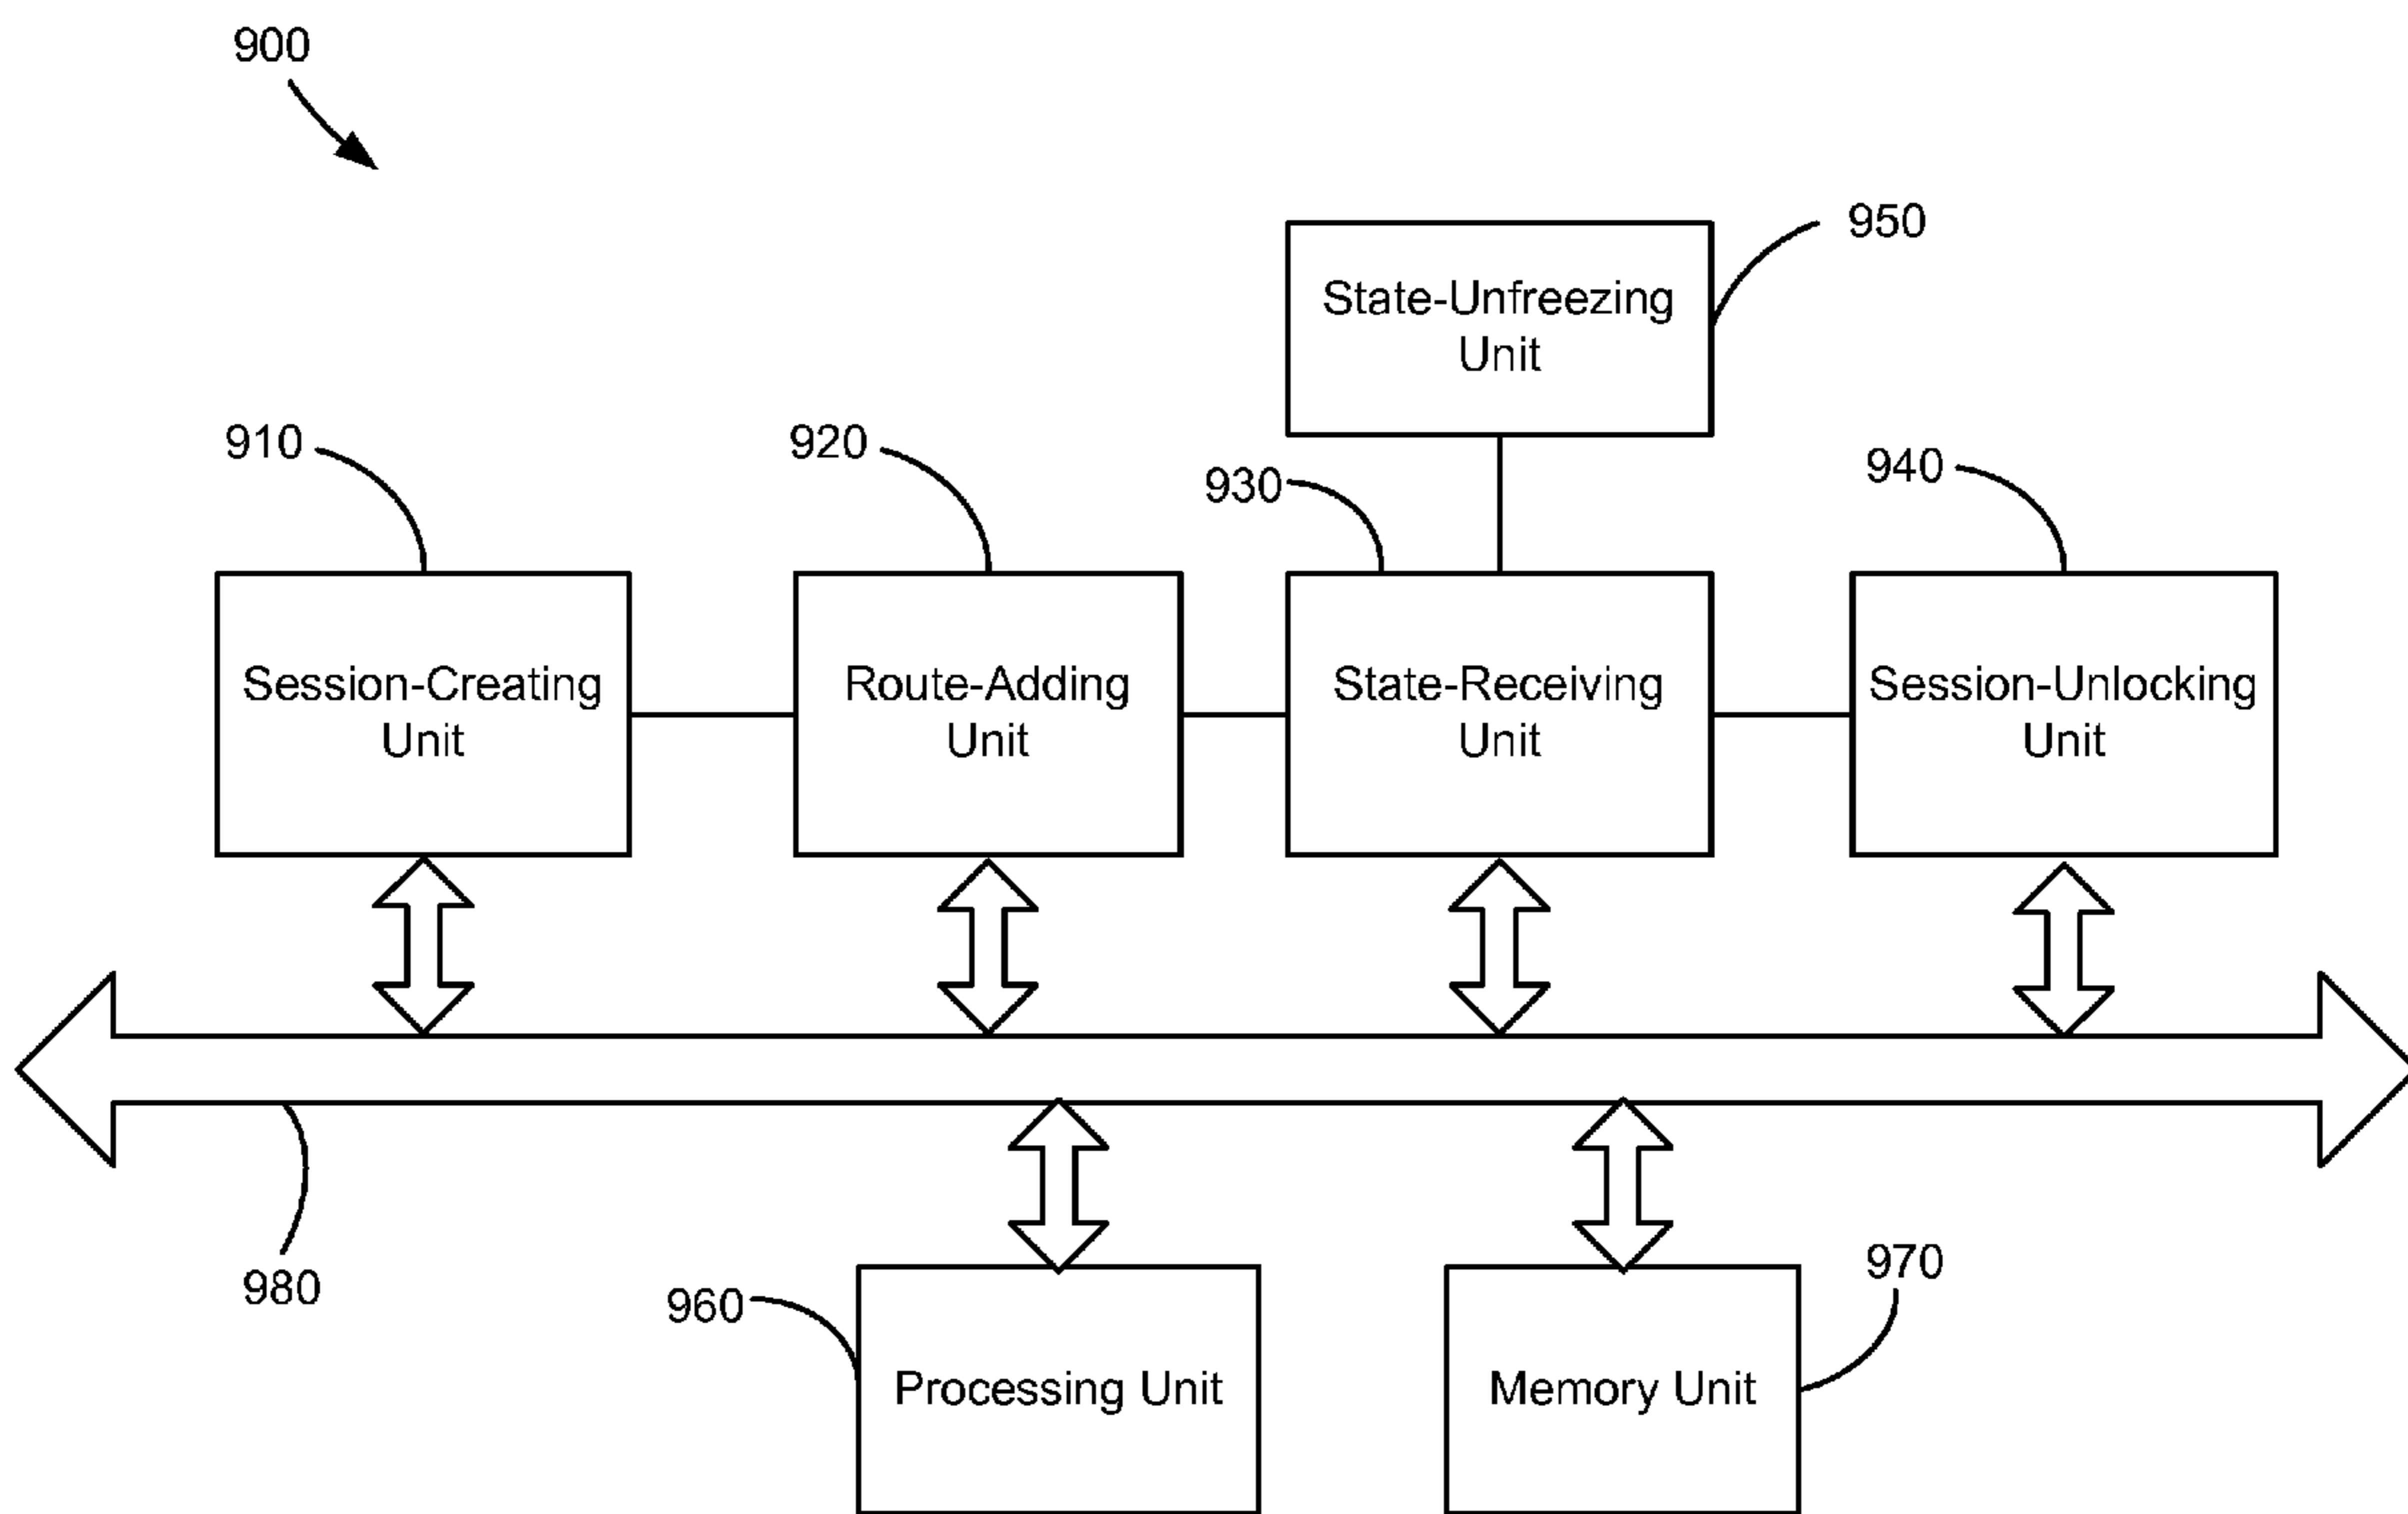 900
950
State-Unfreezing
Unit
910
920
930
940
Session-Creating
Unit
Route-Adding
Unit
State-Receiving
Unit
Session-Unlocking
Unit
980
960
970
Processing Unit
Memory Unit